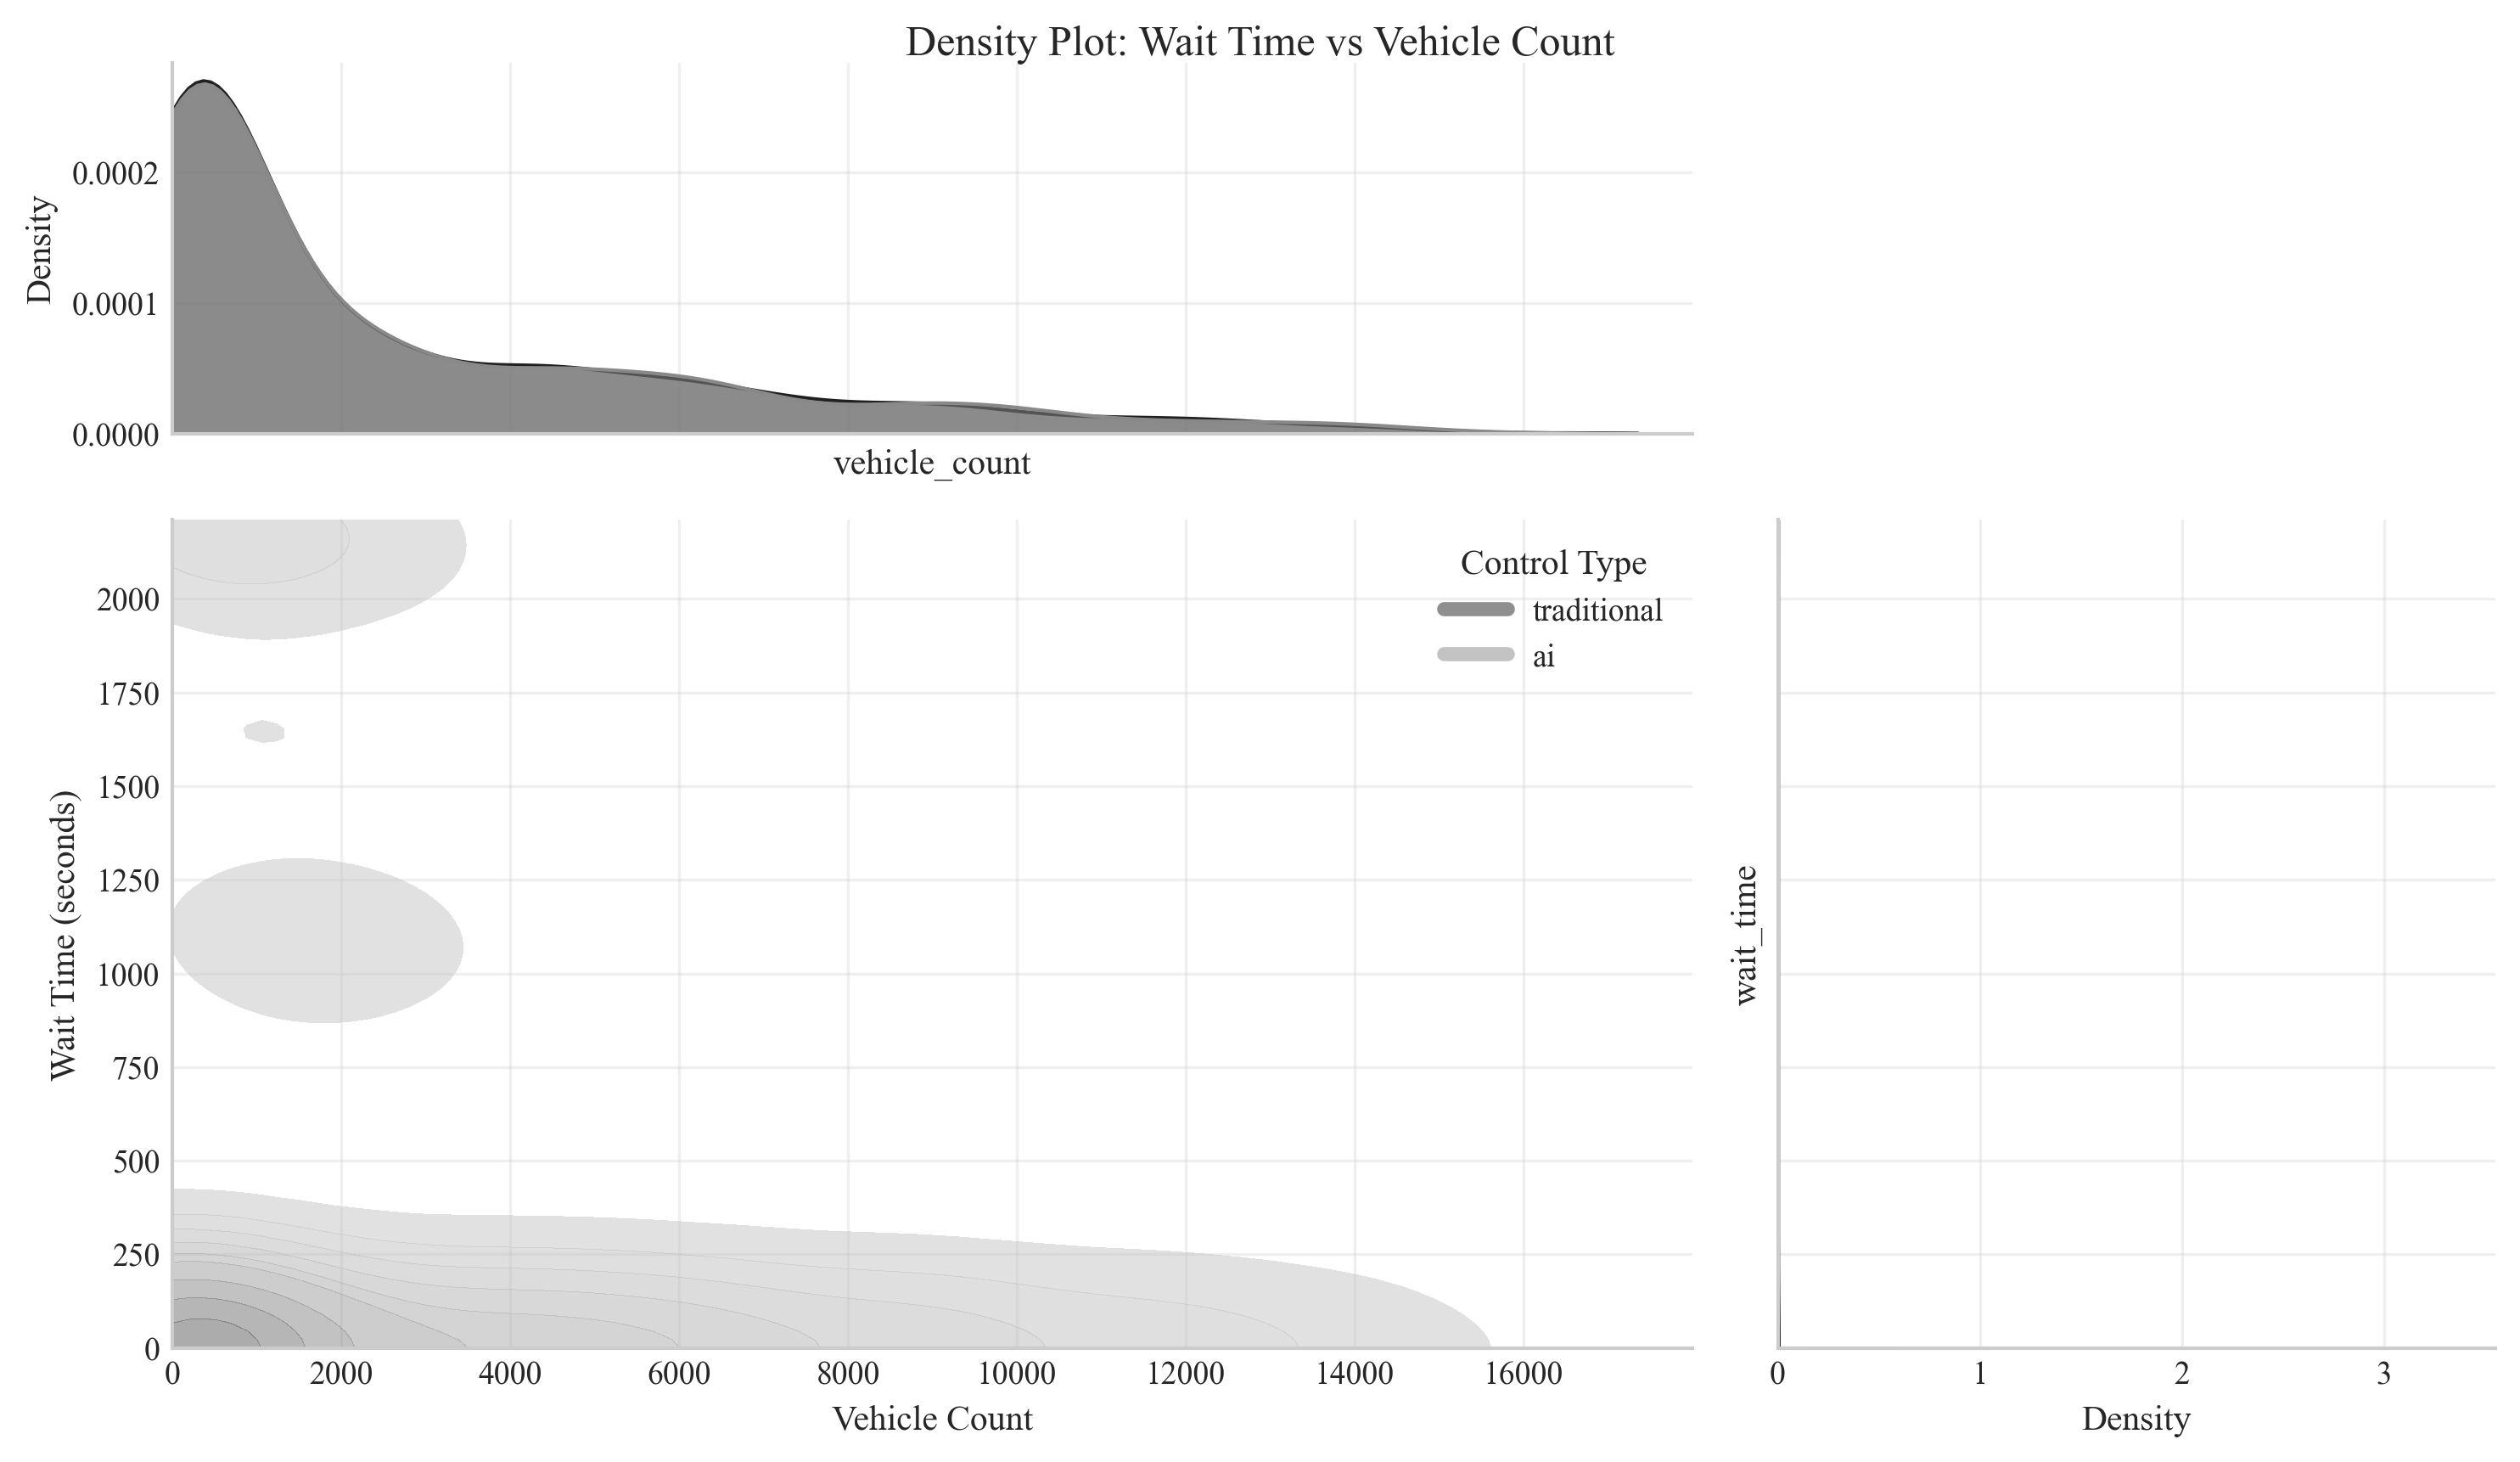 Density Plot: Wait Time vs Vehicle Count
Density
0.0002
0.0001
0.0000
vehicle_count
Wait Time (seconds)
2000
1750
1500
1250
1000
750
500
250
0
Control Type
traditional
ai
0 2000 4000 6000 8000 10000 12000 14000 16000
Vehicle Count
wait_time
0 1 2 3
Density